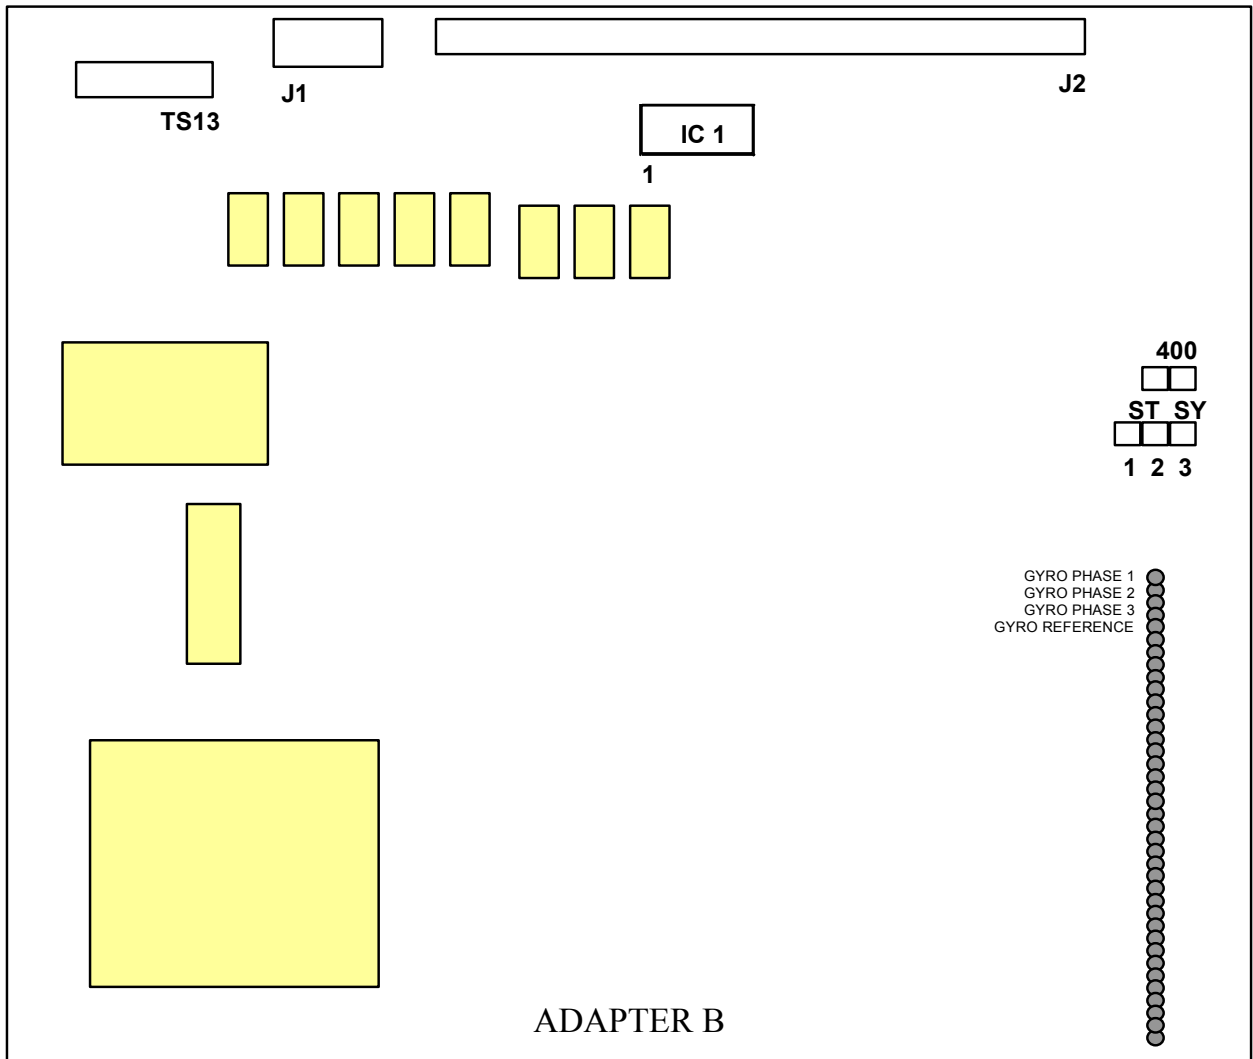 J1
J2
TS13
IC 1
1
400
ST SY
1 2 3
GYRO PHASE 1
GYRO PHASE 2
GYRO PHASE 3
GYRO REFERENCE
ADAPTER B